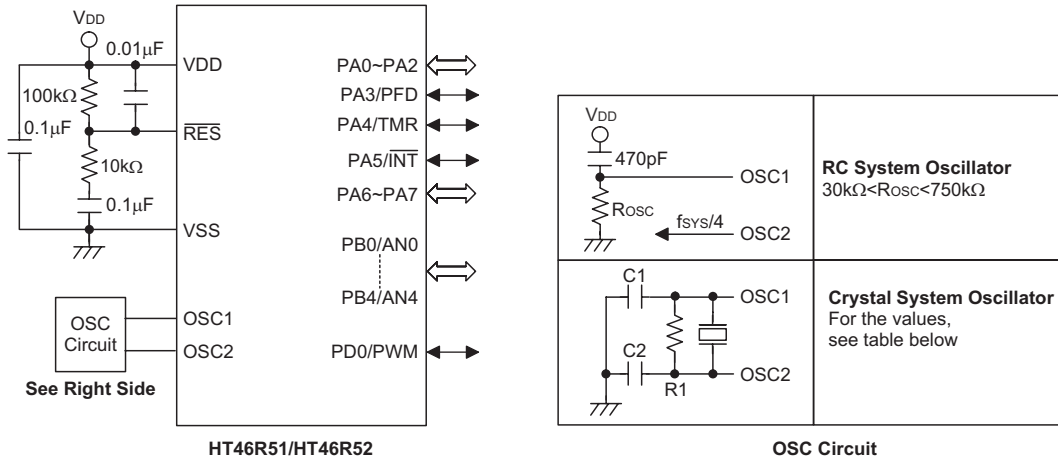 VDD
0.01μF
VDD
100kΩ
0.1μF
RES
10kΩ
0.1μF
VSS
OSC
Circuit
OSC1
OSC2
See Right Side
PA0~PA2
PA3/PFD
PA4/TMR
PA5/INT
PA6~PA7
PB0/AN0
PB4/AN4
PD0/PWM
HT46R51/HT46R52
VDD
470pF
OSC1
ROSC
fSYS/4
OSC2
RC System Oscillator
30kΩ<ROSC<750kΩ
C1
OSC1
C2
R1
OSC2
Crystal System Oscillator
For the values,
see table below
OSC Circuit